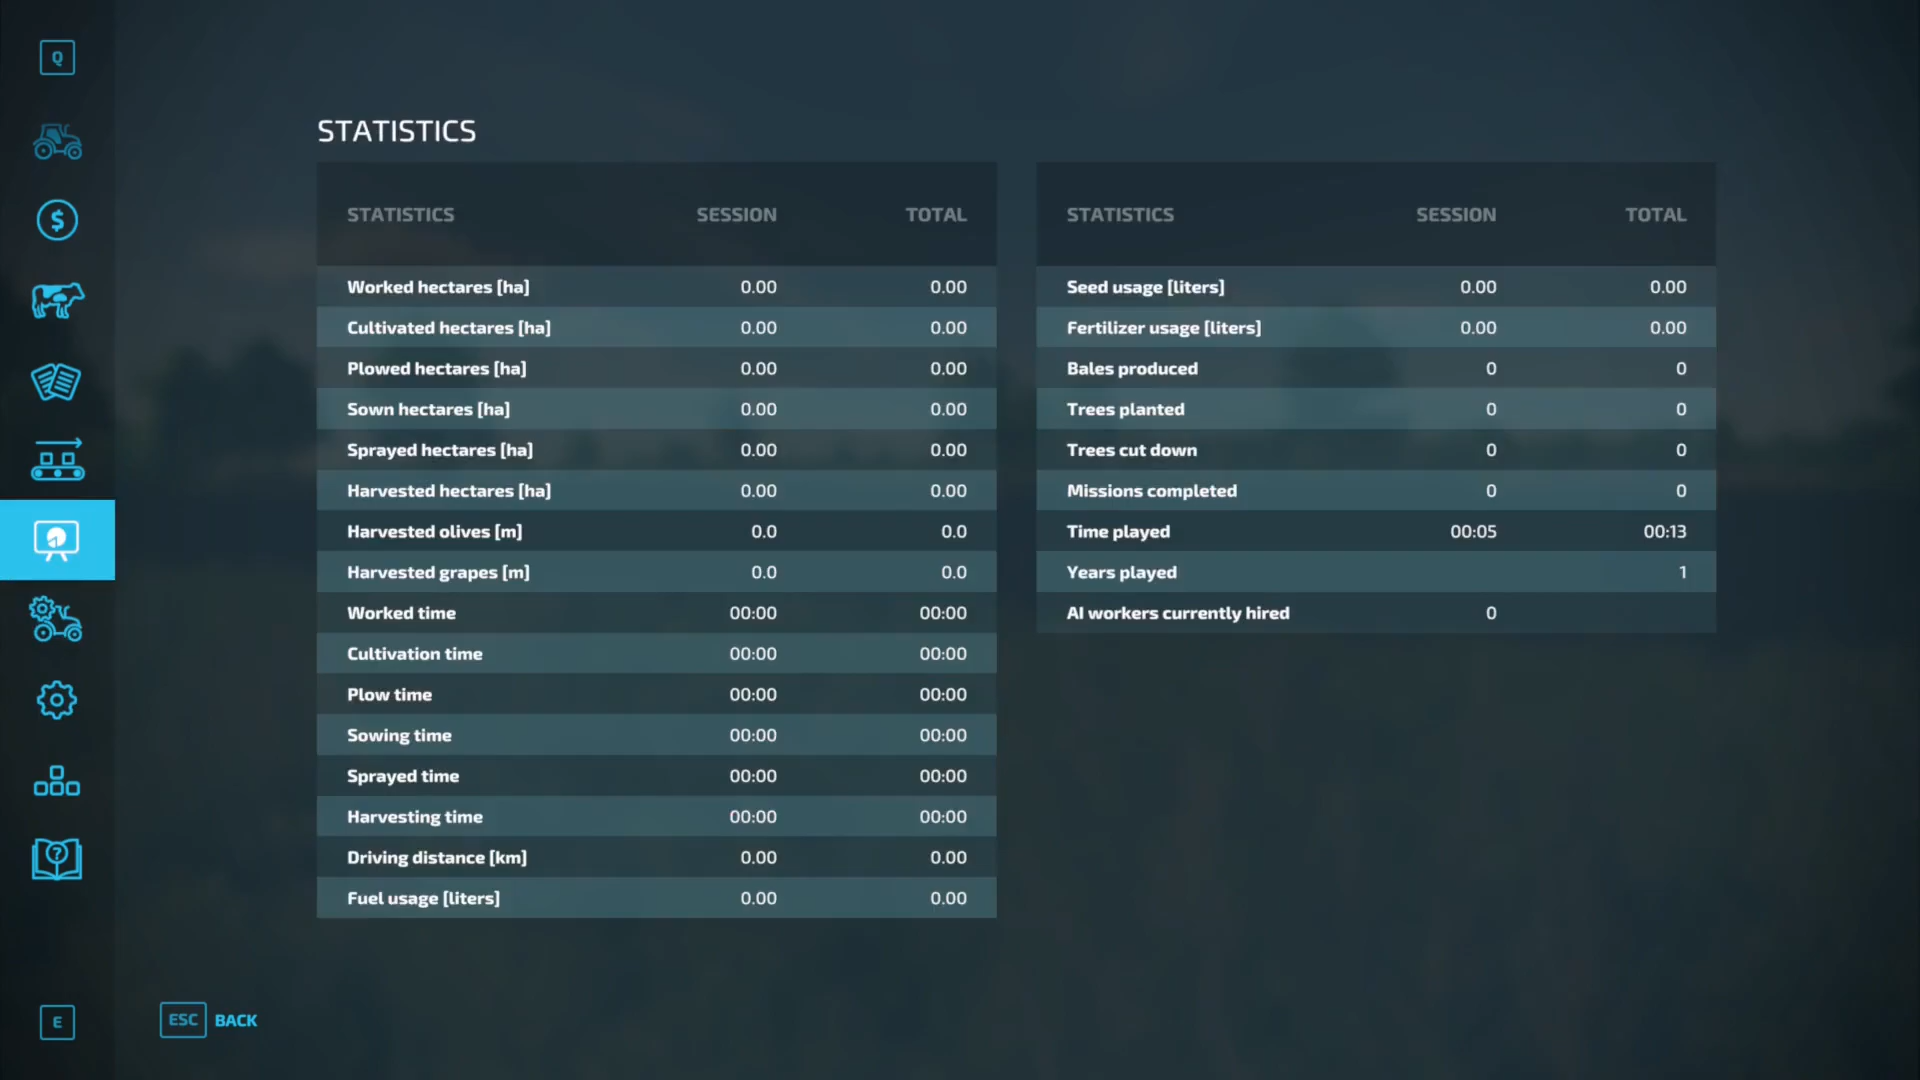 Q
STATISTICS
STATISTICS SESSION TOTAL
Worked hectares [ha] 0.00 0.00
Cultivated hectares [ha] 0.00 0.00
Plowed hectares [ha] 0.00 0.00
Sown hectares [ha] 0.00 0.00
Sprayed hectares [ha] 0.00 0.00
Harvested hectares [ha] 0.00 0.00
Harvested olives [m] 0.0 0.0
Harvested grapes [m] 0.0 0.0
Worked time 00:00 00:00
Cultivation time 00:00 00:00
Plow time 00:00 00:00
Sowing time 00:00 00:00
Sprayed time 00:00 00:00
Harvesting time 00:00 00:00
Driving distance [km] 0.00 0.00
Fuel usage [liters] 0.00 0.00
STATISTICS SESSION TOTAL
Seed usage [liters] 0.00 0.00
Fertilizer usage [liters] 0.00 0.00
Bales produced 0 0
Trees planted 0 0
Trees cut down 0 0
Missions completed 0 0
Time played 00:05 00:13
Years played 1
AI workers currently hired 0
E
ESC BACK